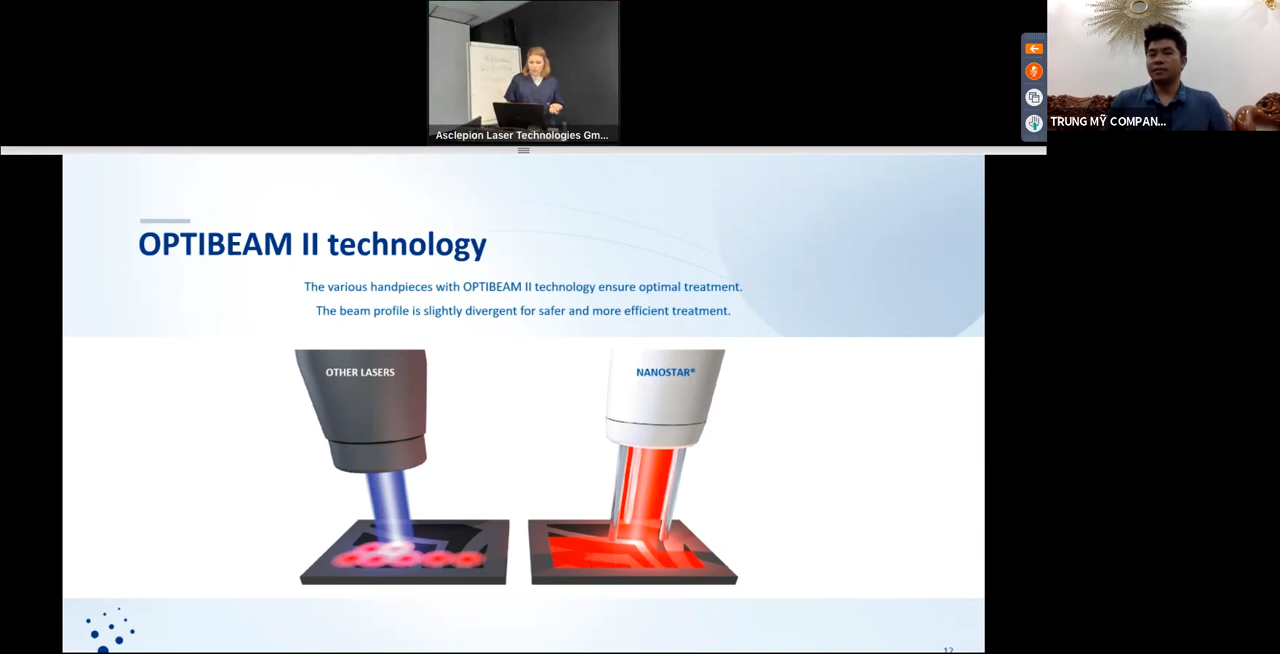 Asclepion Laser Technologies Gm...
TRUNG MỸ COMPAN...
OPTIBEAM II technology
The various handpieces with OPTIBEAM II technology ensure optimal treatment.
The beam profile is slightly divergent for safer and more efficient treatment.
OTHER LASERS
NANOSTAR®